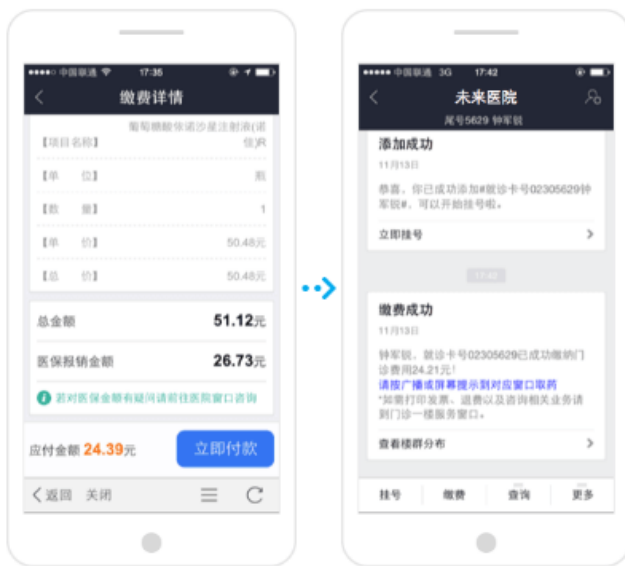 中国联通
17:35
缴费详情
葡萄糖酸依诺沙星注射液(诺
【项目名称】
佳)R
【单 位】
瓶
【数 量】
1
【单 价】
50.48元
【总 价】
50.48元
总金额
51.12元
医保报销金额
26.73元
若对医保金额有疑问请前往医院窗口咨询
应付金额 24.39元
立即付款
返回 关闭
中国联通 3G
17:42
未来医院
尾号5629 钟军锐
添加成功
11月13日
恭喜，你已成功添加#就诊卡号02305629钟
军锐#，可以开始挂号啦。
立即挂号
17:42
缴费成功
11月13日
钟军锐，就诊卡号02305629已成功缴纳门
诊费用24.21元！
请按广播或屏幕提示到对应窗口取药
*如需打印发票、退费以及咨询相关业务请
到门诊一楼服务窗口。
查看楼群分布
挂号
缴费
查询
更多